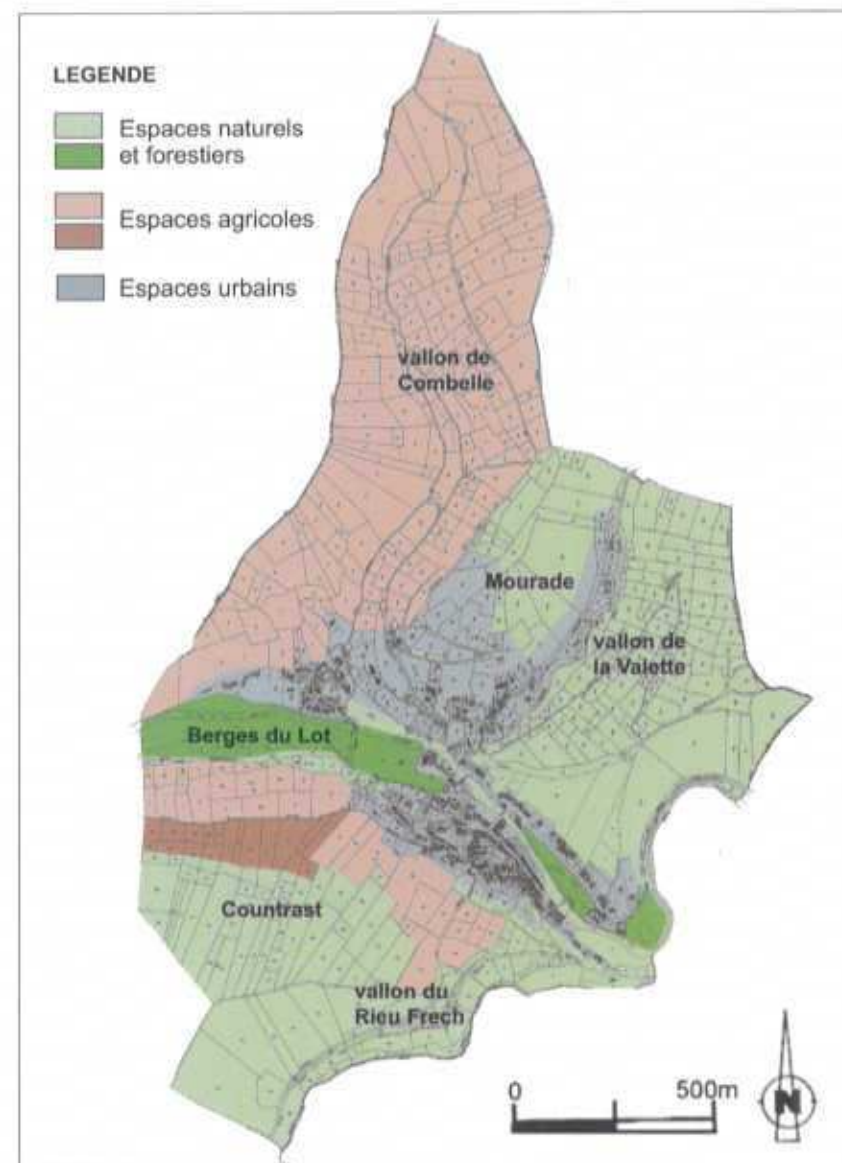 LEGENDE
Espaces naturels
et forestiers
Espaces agricoles
Espaces urbains
vallon de
Combelle
Mourade
vallon de
la Valette
Berges du Lot
Countrast
vallon du
Rieu Frech
0 500m
N